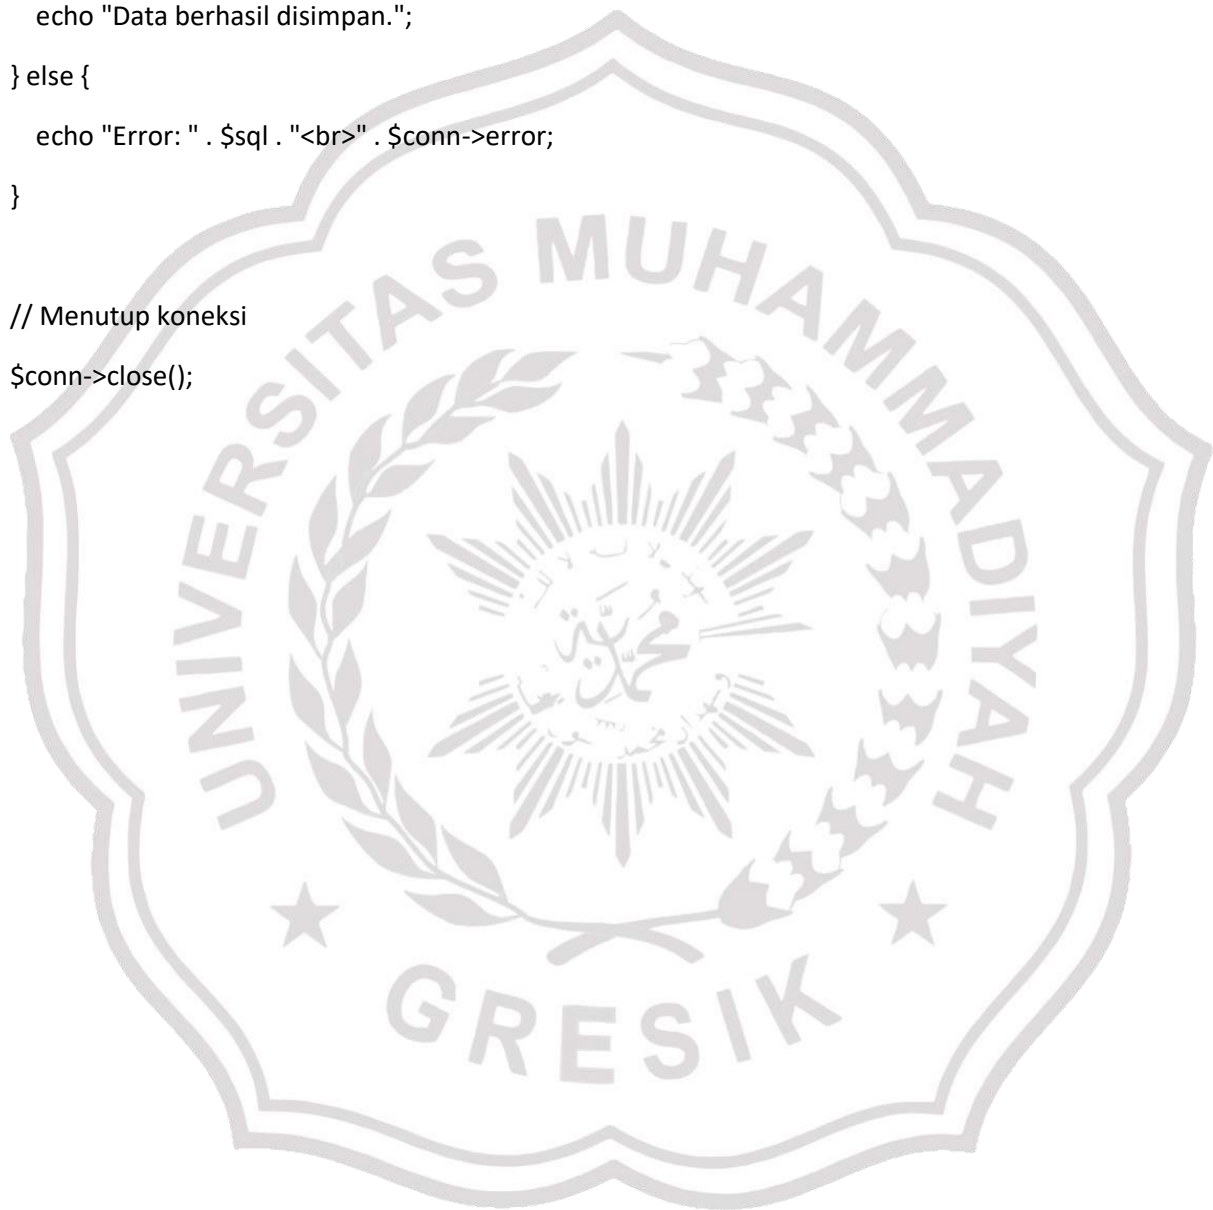 echo "Data berhasil disimpan.";
} else {
echo "Error: " . $sql . "<br>" . $conn->error;
}
// Menutup koneksi
$conn->close();
UNIVERSITAS MUHAMMADIYAH
GRESIK